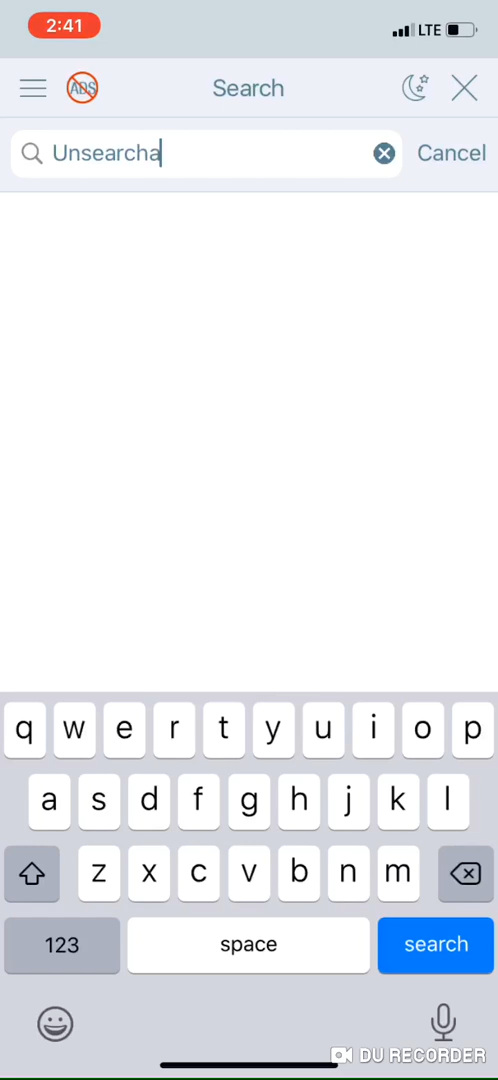 2:41
LTE
ADS
Search
Unsearcha
Cancel
q w e r t y u i o p
a s d f g h j k l
z x c v b n m
123 space search
DU RECORDER